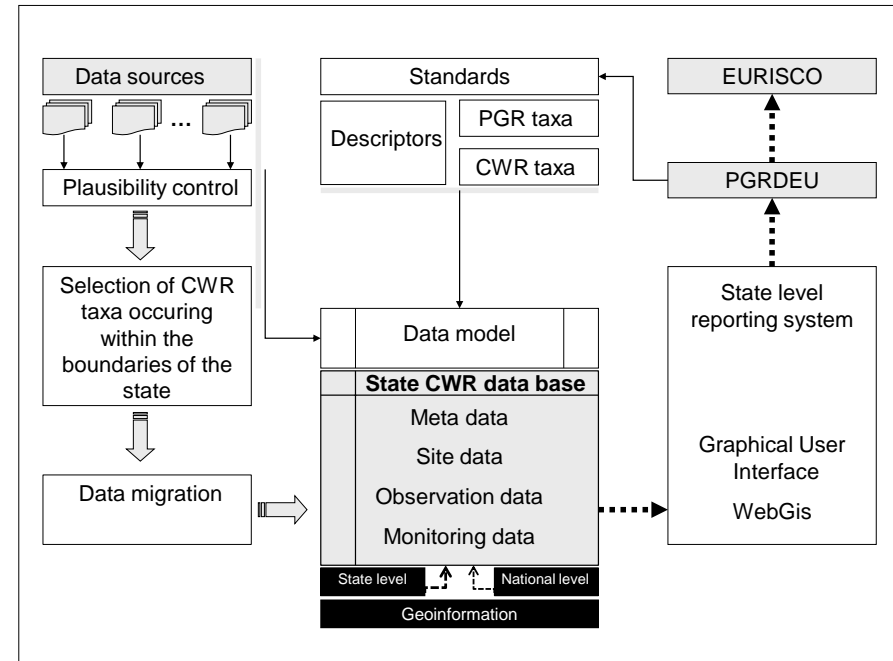 Data sources
...
Plausibility control
Selection of CWR
taxa occuring
within the
boundaries of the
state
Data migration
Standards
Descriptors
PGR taxa
CWR taxa
Data model
State CWR data base
Meta data
Site data
Observation data
Monitoring data
State level
National level
Geoinformation
EURISCO
PGRDEU
State level
reporting system
Graphical User
Interface
WebGis